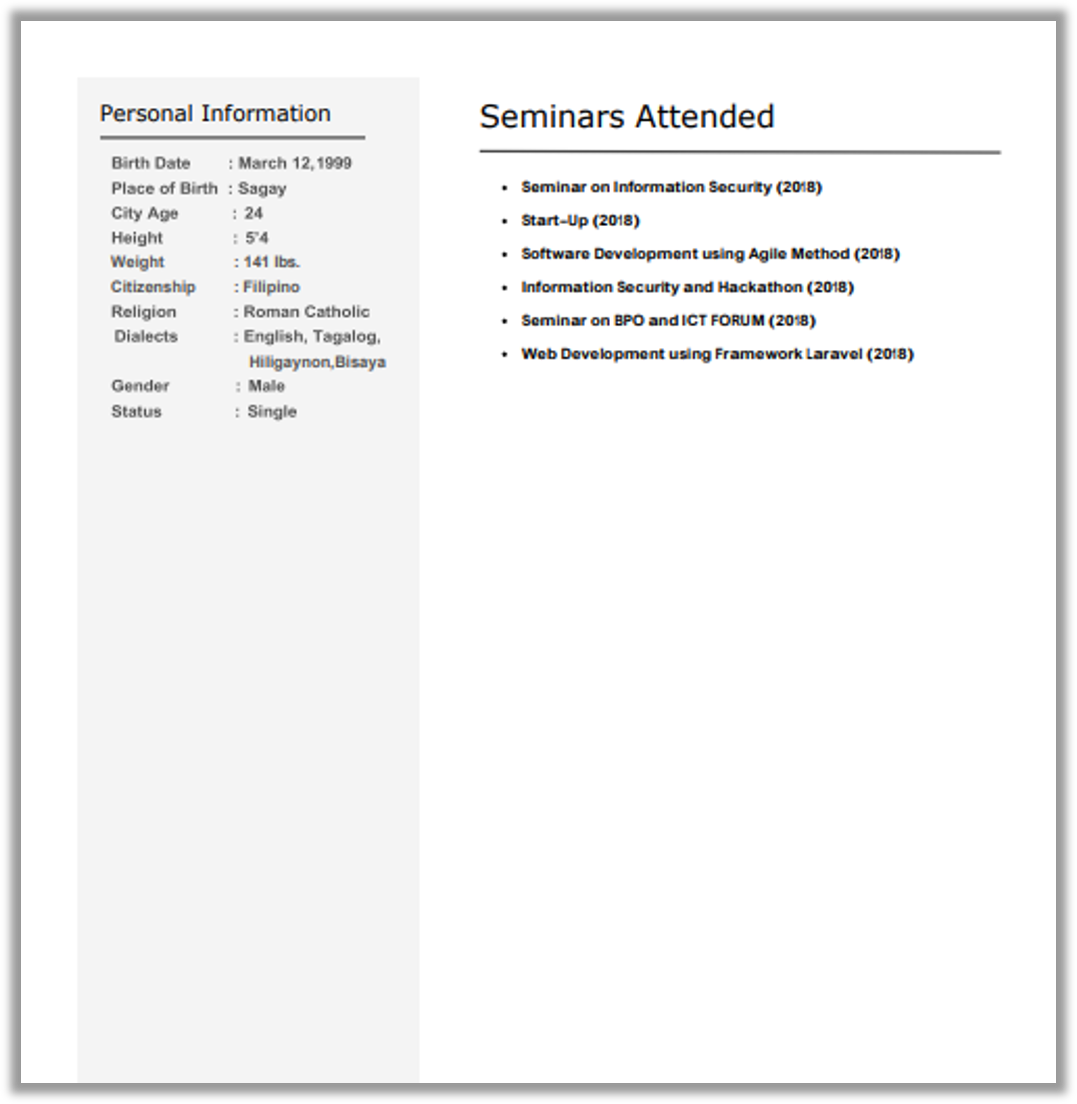 Personal Information
Birth Date : March 12,1999
Place of Birth : Sagay
City Age : 24
Height : 5'4
Weight : 141 lbs.
Citizenship : Filipino
Religion : Roman Catholic
Dialects : English, Tagalog,
Hiligaynon,Bisaya
Gender : Male
Status : Single
Seminars Attended
• Seminar on Information Security (2018)
• Start-Up (2018)
• Software Development using Agile Method (2018)
• Information Security and Hackathon (2018)
• Seminar on BPO and ICT FORUM (2018)
• Web Development using Framework Laravel (2018)